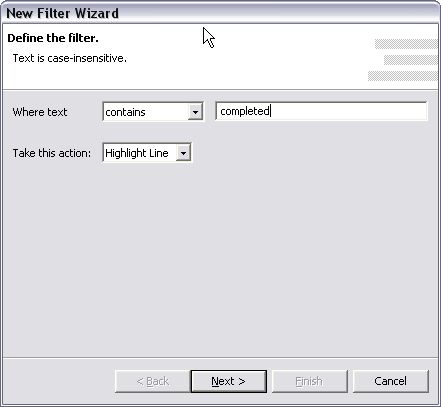 New Filter Wizard
Define the filter.
Text is case-insensitive.
Where text contains completed
Take this action: Highlight Line
< Back Next > Finish Cancel